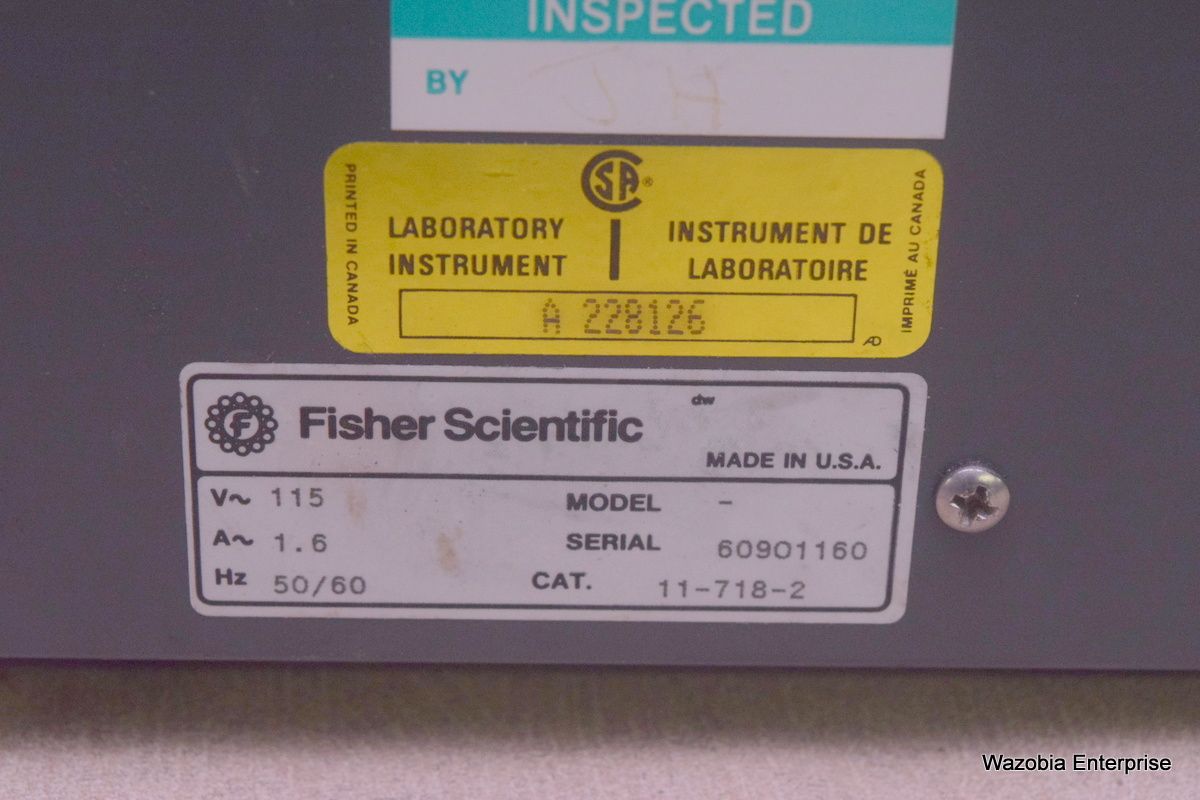 INSPECTED
BY
PRINTED IN CANADA
CSA®
LABORATORY INSTRUMENT
INSTRUMENT DE LABORATOIRE
A 228126
IMPRIMÉ AU CANADA
F Fisher Scientific
dw
MADE IN U.S.A.
V~ 115
MODEL -
A~ 1.6
SERIAL 60901160
Hz 50/60
CAT. 11-718-2
Wazobia Enterprise